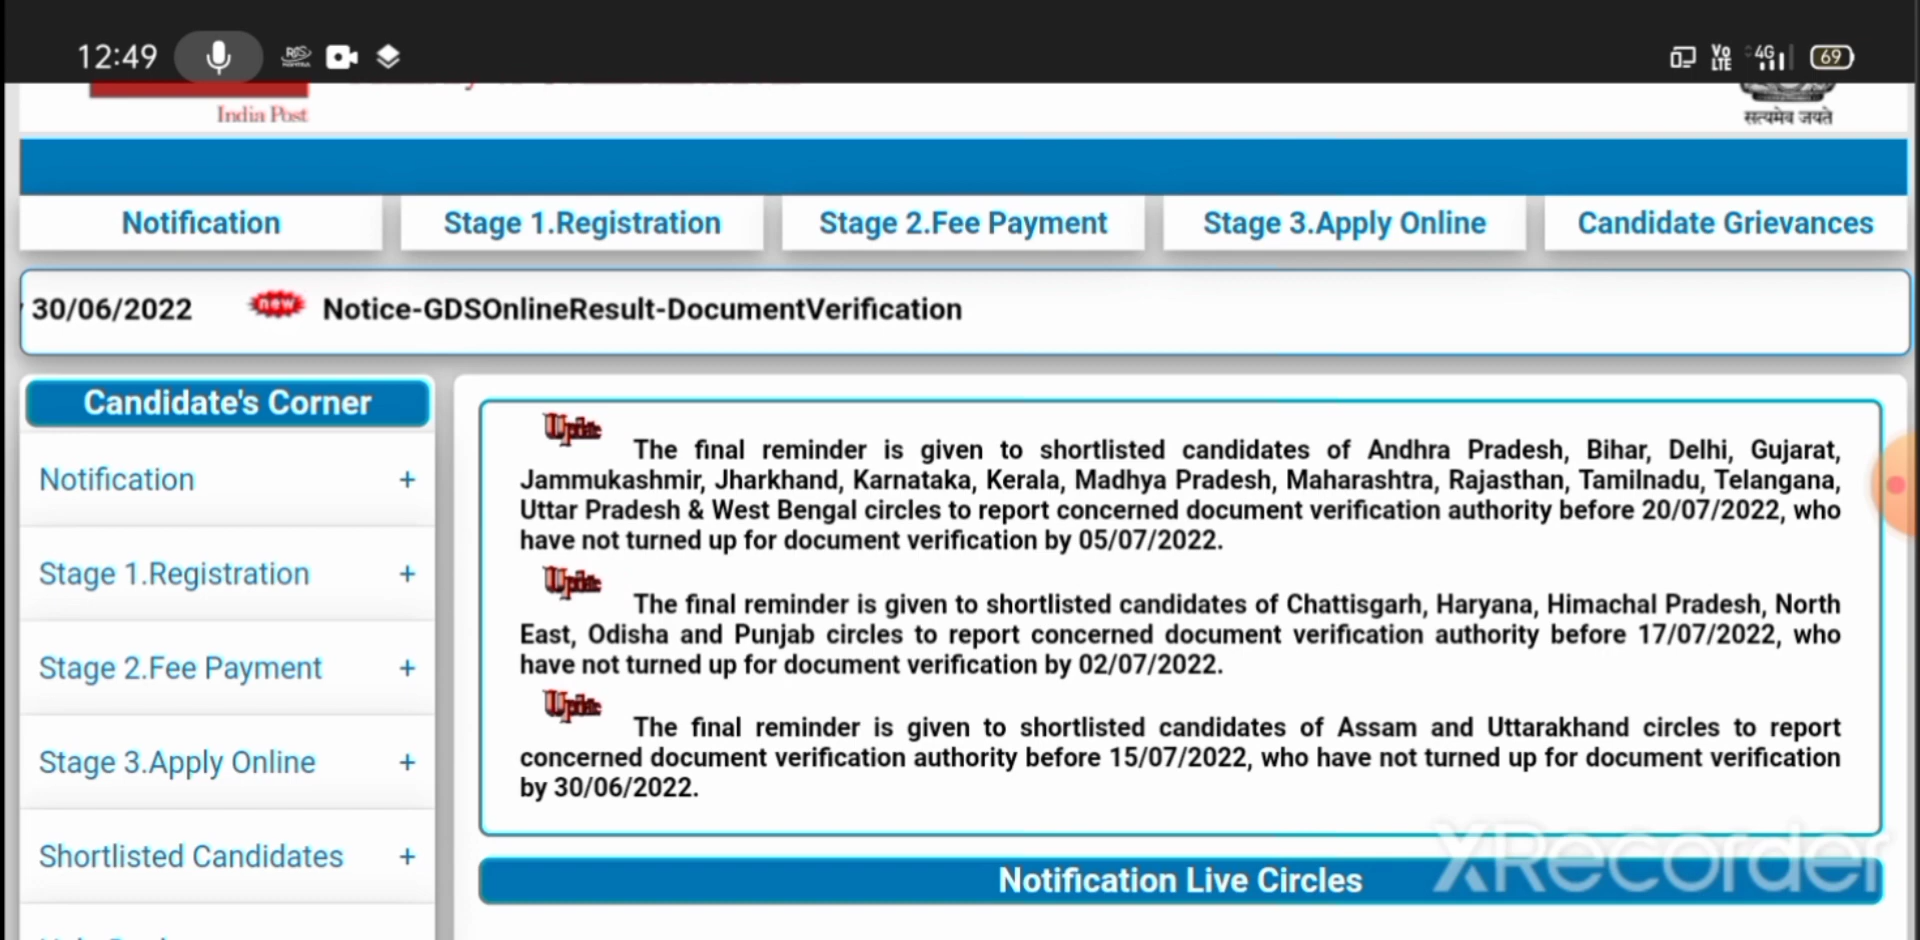 12:49
Vo
LTE
4G
69
India Post
सत्यमेव जयते
Notification
Stage 1.Registration
Stage 2.Fee Payment
Stage 3.Apply Online
Candidate Grievances
30/06/2022
new
Notice-GDSOnlineResult-DocumentVerification
Candidate's Corner
Notification +
Stage 1.Registration +
Stage 2.Fee Payment +
Stage 3.Apply Online +
Shortlisted Candidates +
Update
The final reminder is given to shortlisted candidates of Andhra Pradesh, Bihar, Delhi, Gujarat,
Jammukashmir, Jharkhand, Karnataka, Kerala, Madhya Pradesh, Maharashtra, Rajasthan, Tamilnadu, Telangana,
Uttar Pradesh & West Bengal circles to report concerned document verification authority before 20/07/2022, who
have not turned up for document verification by 05/07/2022.
Update
The final reminder is given to shortlisted candidates of Chattisgarh, Haryana, Himachal Pradesh, North
East, Odisha and Punjab circles to report concerned document verification authority before 17/07/2022, who
have not turned up for document verification by 02/07/2022.
Update
The final reminder is given to shortlisted candidates of Assam and Uttarakhand circles to report
concerned document verification authority before 15/07/2022, who have not turned up for document verification
by 30/06/2022.
Notification Live Circles
XRecorder